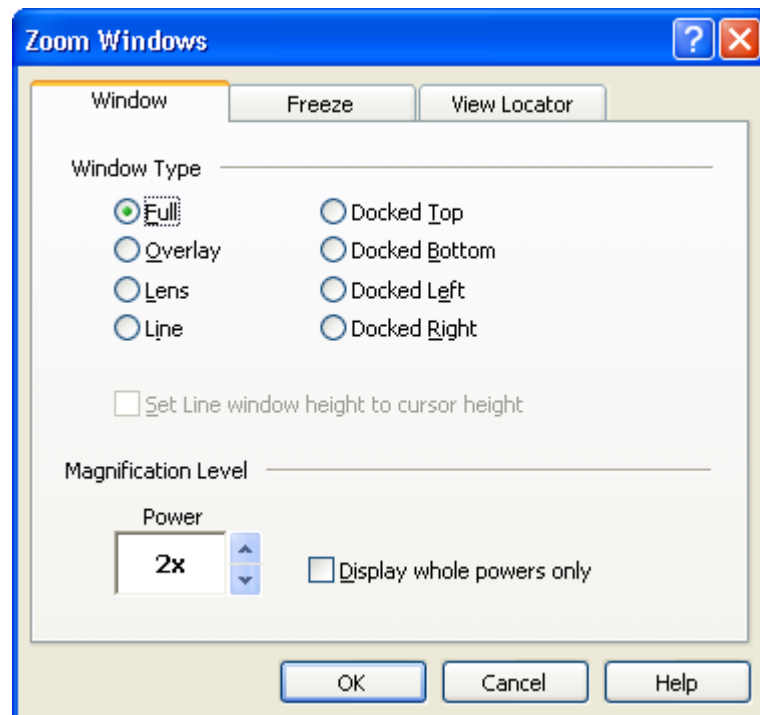 Zoom Windows
Window Freeze View Locator
Window Type
Full Docked Top
Overlay Docked Bottom
Lens Docked Left
Line Docked Right
Set Line window height to cursor height
Magnification Level
Power
2x Display whole powers only
OK Cancel Help